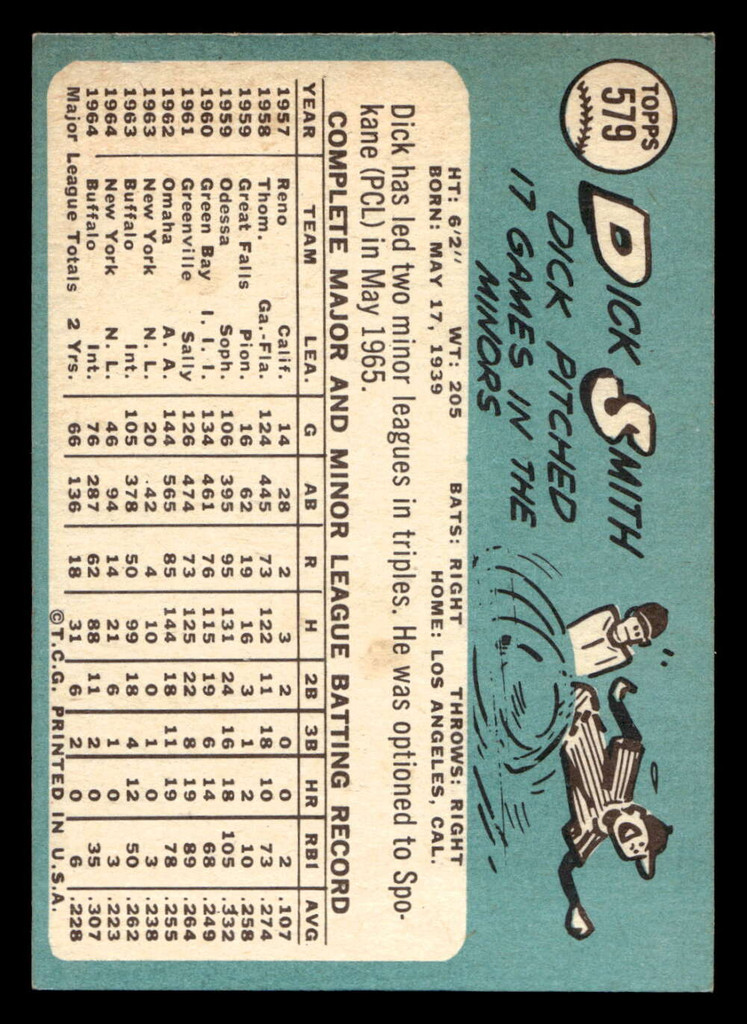 TOPPS
579
DICK SMITH
DICK PITCHED
17 GAMES IN THE
MINORS
HT: 6'2" WT: 205 BATS: RIGHT THROWS: RIGHT
BORN: MAY 17, 1939 HOME: LOS ANGELES, CAL.
Dick has led two minor leagues in triples. He was optioned to Spo-
kane (PCL) in May 1965.
COMPLETE MAJOR AND MINOR LEAGUE BATTING RECORD
YEAR TEAM LEA. G AB R H 2B 3B HR RBI AVG
1957 Reno Calif. 14 28 2 3 2 0 0 2 .107
1958 Thom. Ga.-Fla. 124 445 73 122 11 18 10 73 .274
1959 Great Falls Pion. 16 62 19 16 3 1 2 10 .258
1959 Odessa Soph. 106 395 95 131 24 16 18 105 .332
1960 Green Bay I. I. I. 134 461 76 115 19 6 14 68 .249
1961 Greenville Sally 126 474 73 125 22 8 19 89 .264
1962 Omaha A. A. 144 565 85 144 18 11 19 78 .255
1963 New York N. L. 20 42 4 10 0 1 0 3 .238
1963 Buffalo Int. 105 378 50 99 18 4 12 50 .262
1964 New York N. L. 46 94 14 21 6 1 0 3 .223
1964 Buffalo Int. 76 287 62 88 11 2 0 35 .307
Major League Totals 2 Yrs. 66 136 18 31 6 2 0 6 .228
©T.C.G. PRINTED IN U.S.A.